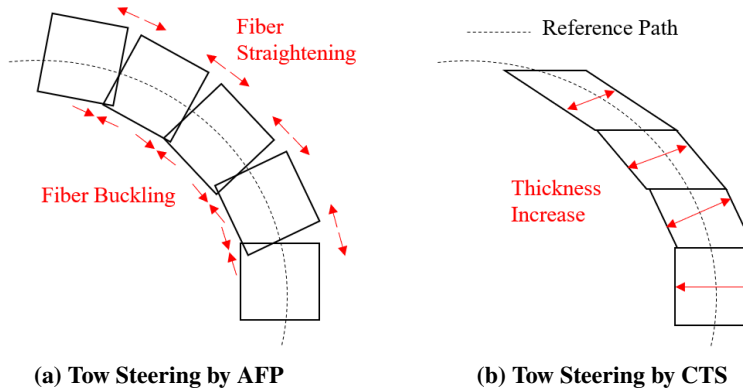 Fiber
Straightening
Fiber Buckling
(a) Tow Steering by AFP
Reference Path
Thickness
Increase
(b) Tow Steering by CTS